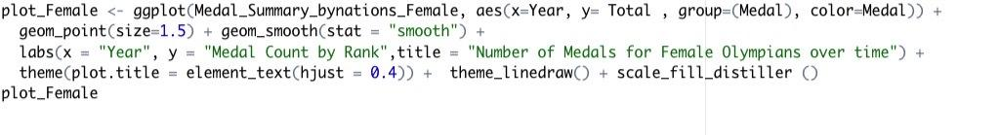 plot_Female <- ggplot(Medal_Summary_bynations_Female, aes(x=Year, y= Total , group=(Medal), color=Medal)) +
geom_point(size=1.5) + geom_smooth(stat = "smooth") +
labs(x = "Year", y = "Medal Count by Rank",title = "Number of Medals for Female Olympians over time") +
theme(plot.title = element_text(hjust = 0.4)) +  theme_linedraw() + scale_fill_distiller ()
plot_Female